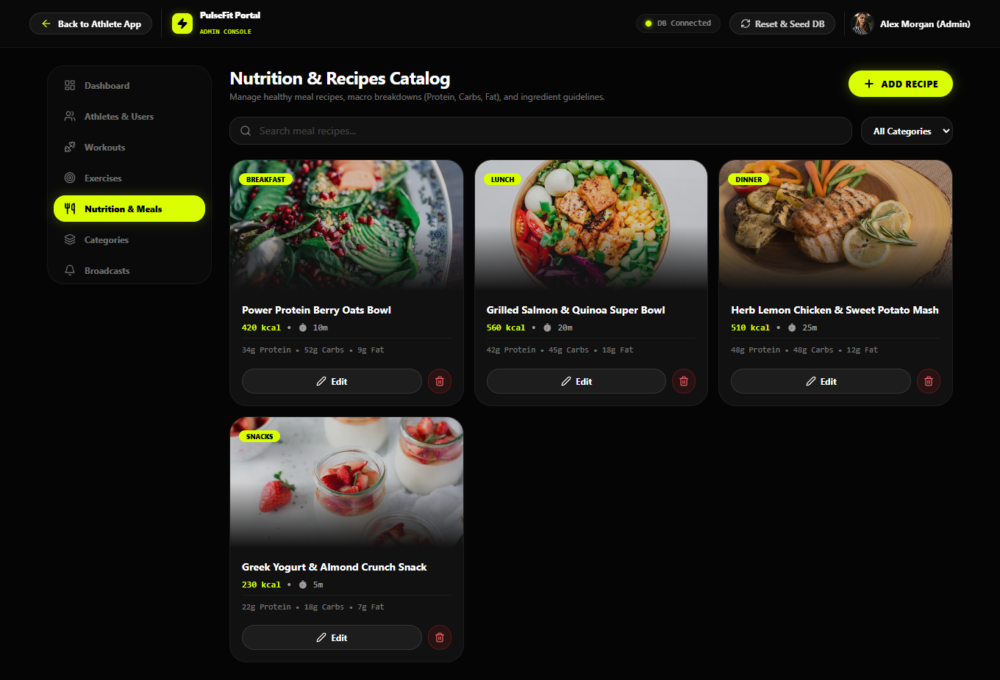 Back to Athlete App
PulseFit Portal
ADMIN CONSOLE
DB Connected
Reset & Seed DB
Alex Morgan (Admin)
Dashboard
Athletes & Users
Workouts
Exercises
Nutrition & Meals
Categories
Broadcasts
Nutrition & Recipes Catalog
Manage healthy meal recipes, macro breakdowns (Protein, Carbs, Fat), and ingredient guidelines.
+ ADD RECIPE
Search meal recipes...
All Categories
BREAKFAST
Power Protein Berry Oats Bowl
420 kcal • 10m
34g Protein • 52g Carbs • 9g Fat
Edit
LUNCH
Grilled Salmon & Quinoa Super Bowl
560 kcal • 20m
42g Protein • 45g Carbs • 18g Fat
Edit
DINNER
Herb Lemon Chicken & Sweet Potato Mash
510 kcal • 25m
48g Protein • 48g Carbs • 12g Fat
Edit
SNACKS
Greek Yogurt & Almond Crunch Snack
230 kcal • 5m
22g Protein • 18g Carbs • 7g Fat
Edit